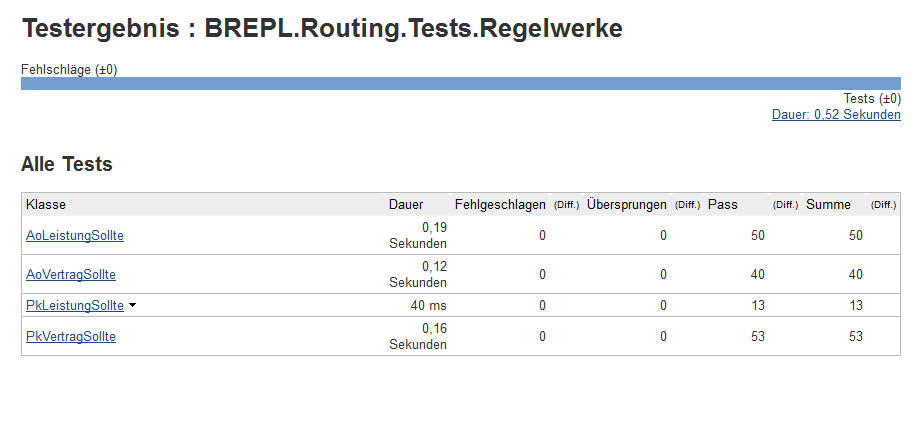 Testergebnis : BREPL.Routing.Tests.Regelwerke
Fehlschläge (±0)
Tests (±0)
Dauer: 0,52 Sekunden
Alle Tests
Klasse Dauer Fehlgeschlagen (Diff.) Übersprungen (Diff.) Pass (Diff.) Summe (Diff.)
AoLeistungSollte 0,19 Sekunden 0 0 50 50
AoVertragSollte 0,12 Sekunden 0 0 40 40
PkLeistungSollte 40 ms 0 0 13 13
PkVertragSollte 0,16 Sekunden 0 0 53 53